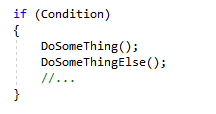 if (Condition)
{
    DoSomeThing();
    DoSomeThingElse();
    //...
}